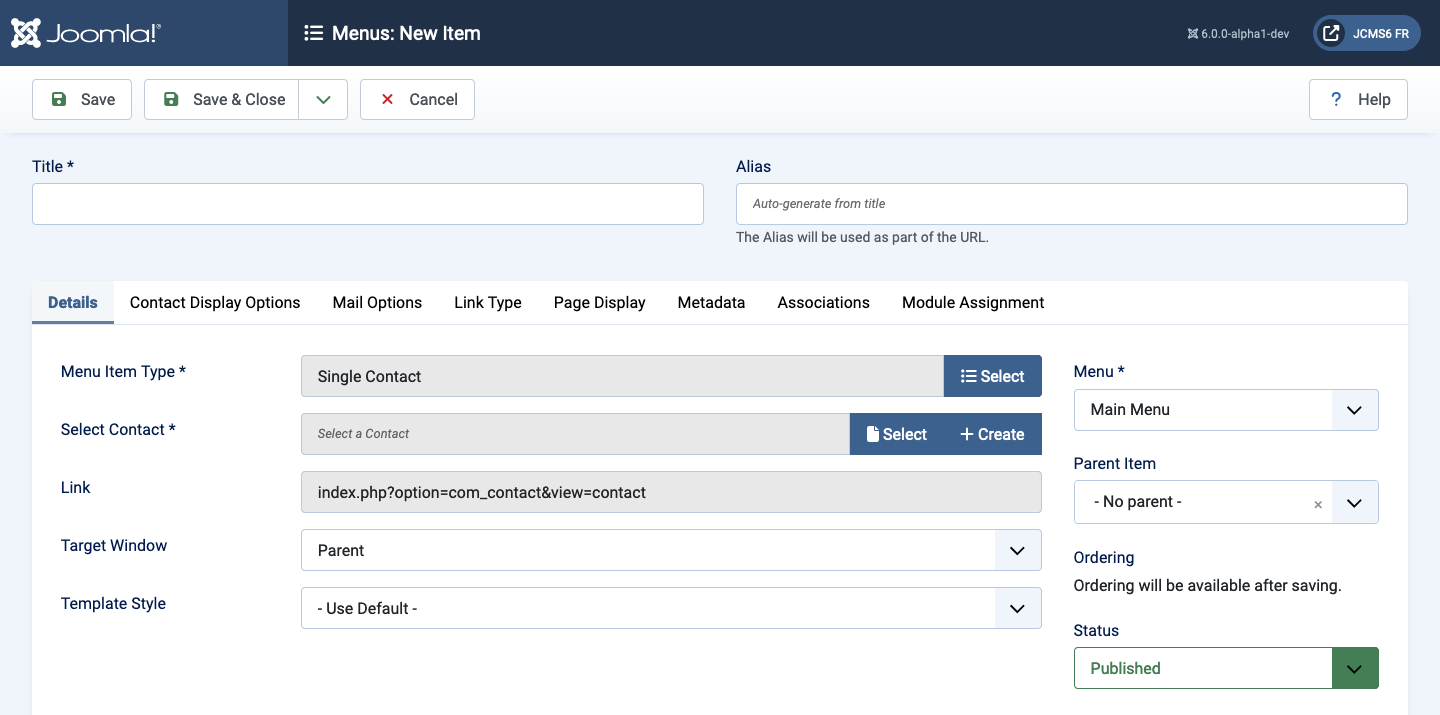 Joomla!®
Menus: New Item
6.0.0-alpha1-dev
JCMS6 FR
Save
Save & Close
Cancel
? Help
Title *
Alias
Auto-generate from title
The Alias will be used as part of the URL.
Details Contact Display Options Mail Options Link Type Page Display Metadata Associations Module Assignment
Menu Item Type *
Single Contact
Select
Select Contact *
Select a Contact
Select
+ Create
Link
index.php?option=com_contact&view=contact
Target Window
Parent
Template Style
- Use Default -
Menu *
Main Menu
Parent Item
- No parent - ×
Ordering
Ordering will be available after saving.
Status
Published